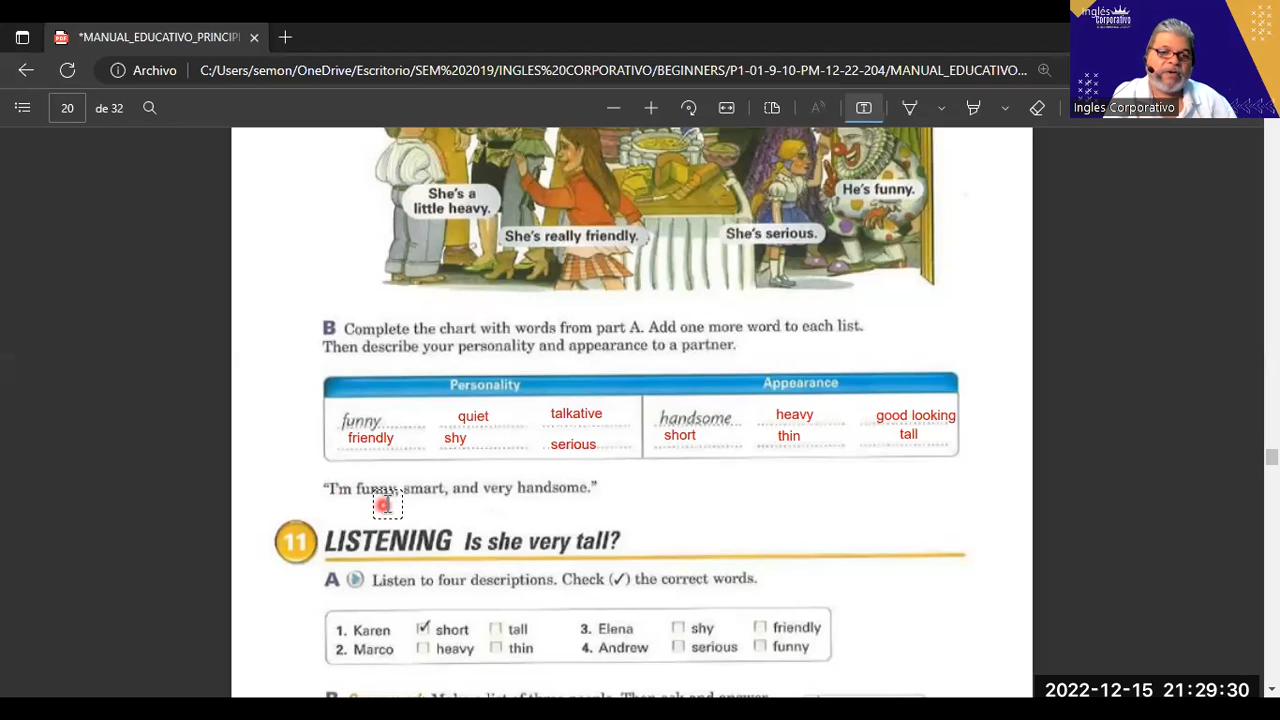 *MANUAL_EDUCATIVO_PRINCIPI
Archivo
C:/Users/semon/OneDrive/Escritorio/SEM%202019/INGLES%20CORPORATIVO/BEGINNERS/P1-01-9-10-PM-12-22-204/MANUAL_EDUCATIVO...
20 de 32
Inglés
Corporativo
Ingles Corporativo
She's a
little heavy.
He's funny.
She's really friendly.
She's serious.
B Complete the chart with words from part A. Add one more word to each list.
Then describe your personality and appearance to a partner.
Personality Appearance
funny quiet talkative handsome heavy good looking
friendly shy serious short thin tall
“I'm funny, smart, and very handsome.”
11 LISTENING Is she very tall?
A Listen to four descriptions. Check (✓) the correct words.
1. Karen ✓ short tall 3. Elena shy friendly
2. Marco heavy thin 4. Andrew serious funny
2022-12-15 21:29:30